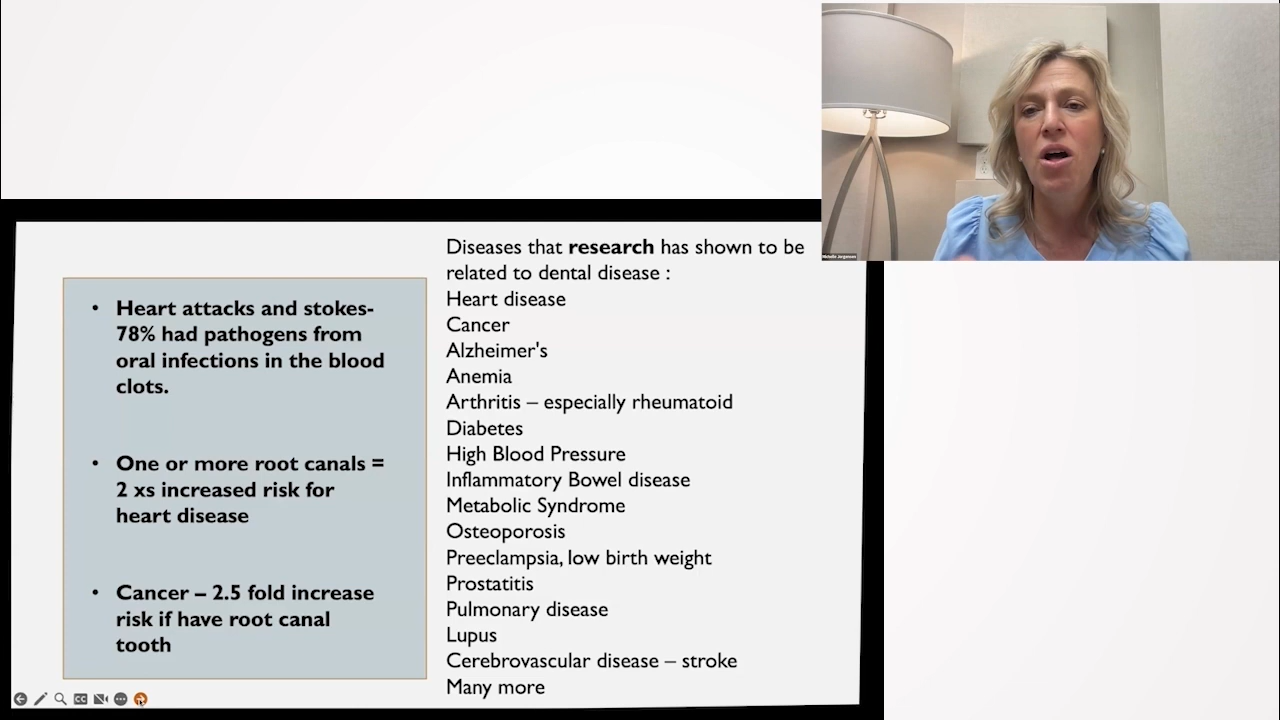 • Heart attacks and stokes-
78% had pathogens from
oral infections in the blood
clots.
• One or more root canals =
2 xs increased risk for
heart disease
• Cancer – 2.5 fold increase
risk if have root canal
tooth
Diseases that research has shown to be
related to dental disease :
Heart disease
Cancer
Alzheimer's
Anemia
Arthritis – especially rheumatoid
Diabetes
High Blood Pressure
Inflammatory Bowel disease
Metabolic Syndrome
Osteoporosis
Preeclampsia, low birth weight
Prostatitis
Pulmonary disease
Lupus
Cerebrovascular disease – stroke
Many more
CC
Michelle Jorgensen